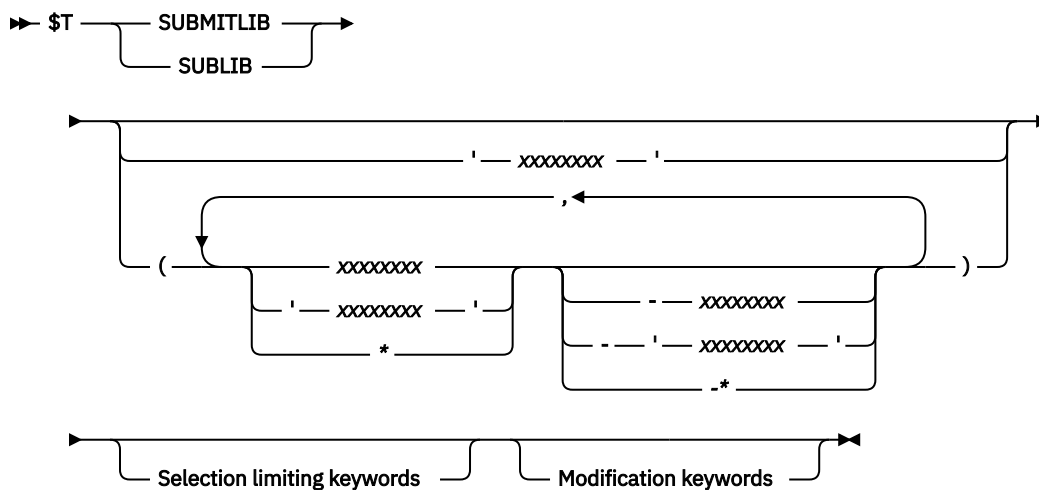 $T SUBMITLIB
SUBLIB
' xxxxxxxx '
,
( xxxxxxxx )
- xxxxxxxx
' xxxxxxxx '
- ' xxxxxxxx '
*
-*
Selection limiting keywords Modification keywords